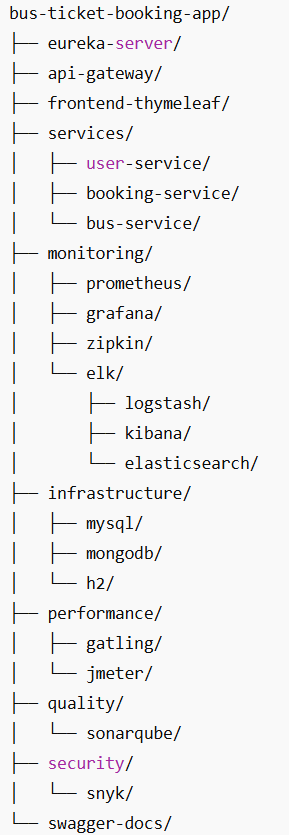 bus-ticket-booking-app/
├── eureka-server/
├── api-gateway/
├── frontend-thymeleaf/
├── services/
│   ├── user-service/
│   ├── booking-service/
│   └── bus-service/
├── monitoring/
│   ├── prometheus/
│   ├── grafana/
│   ├── zipkin/
│   └── elk/
│       ├── logstash/
│       ├── kibana/
│       └── elasticsearch/
├── infrastructure/
│   ├── mysql/
│   ├── mongodb/
│   └── h2/
├── performance/
│   ├── gatling/
│   └── jmeter/
├── quality/
│   └── sonarqube/
├── security/
│   └── snyk/
└── swagger-docs/